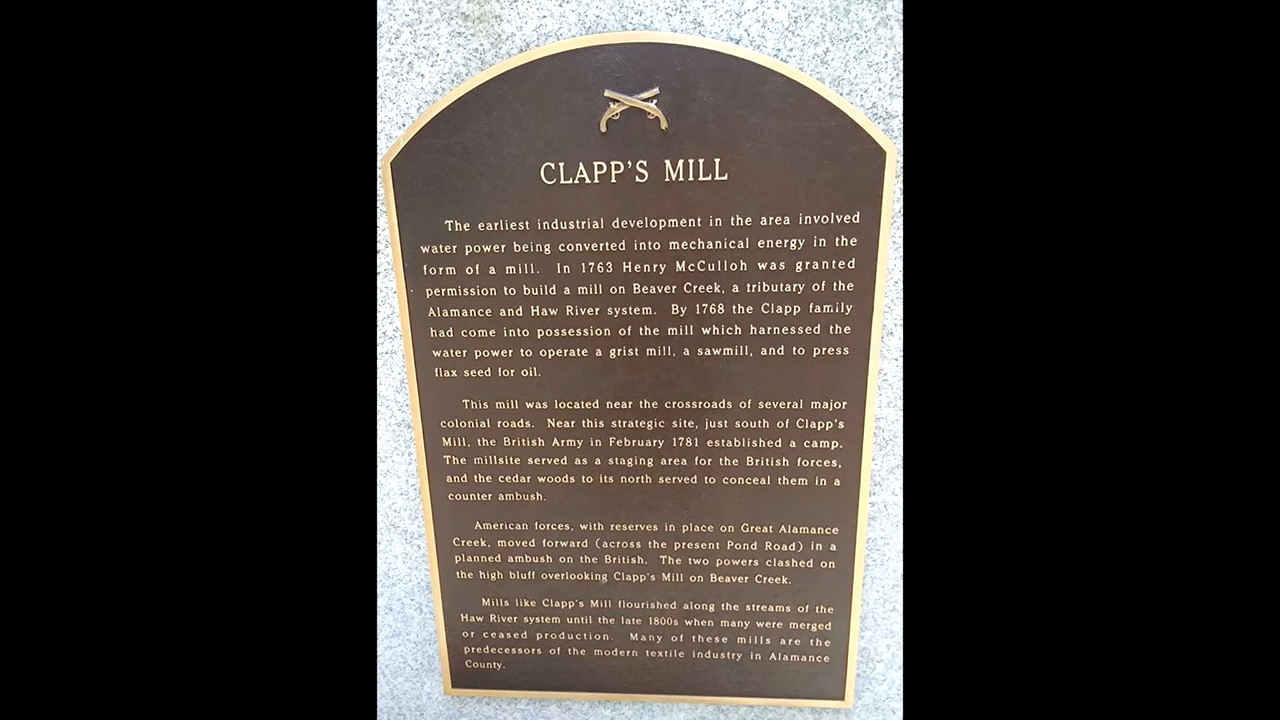 CLAPP'S MILL
The earliest industrial development in the area involved
water power being converted into mechanical energy in the
form of a mill. In 1763 Henry McCulloh was granted
permission to build a mill on Beaver Creek, a tributary of the
Alamance and Haw River system. By 1768 the Clapp family
had come into possession of the mill which harnessed the
water power to operate a grist mill, a sawmill, and to press
flax seed for oil.
This mill was located near the crossroads of several major
colonial roads. Near this strategic site, just south of Clapp's
Mill, the British Army in February 1781 established a camp.
The millsite served as a staging area for the British forces,
and the cedar woods to its north served to conceal them in a
counter ambush.
American forces, with reserves in place on Great Alamance
Creek, moved forward (across the present Pond Road) in a
planned ambush on the British. The two powers clashed on
the high bluff overlooking Clapp's Mill on Beaver Creek.
Mills like Clapp's Mill flourished along the streams of the
Haw River system until the late 1800s when many were merged
or ceased production. Many of these mills are the
predecessors of the modern textile industry in Alamance
County.